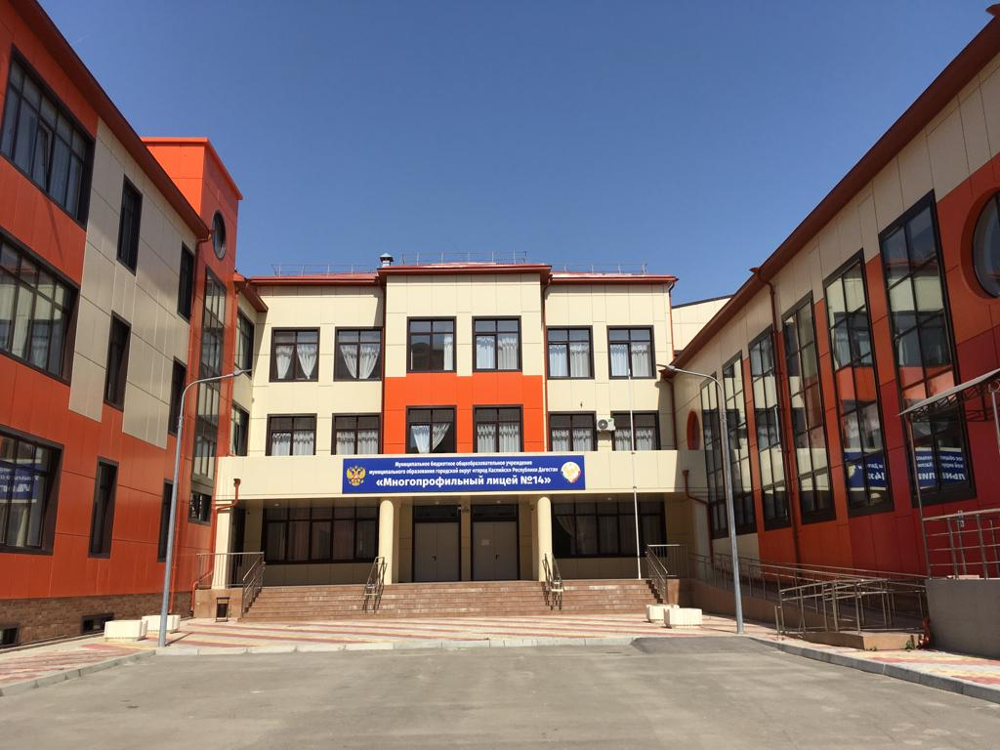 Муниципальное бюджетное общеобразовательное учреждение
муниципального образования городской округ «город Каспийск» Республики Дагестан
«Многопрофильный лицей №14»